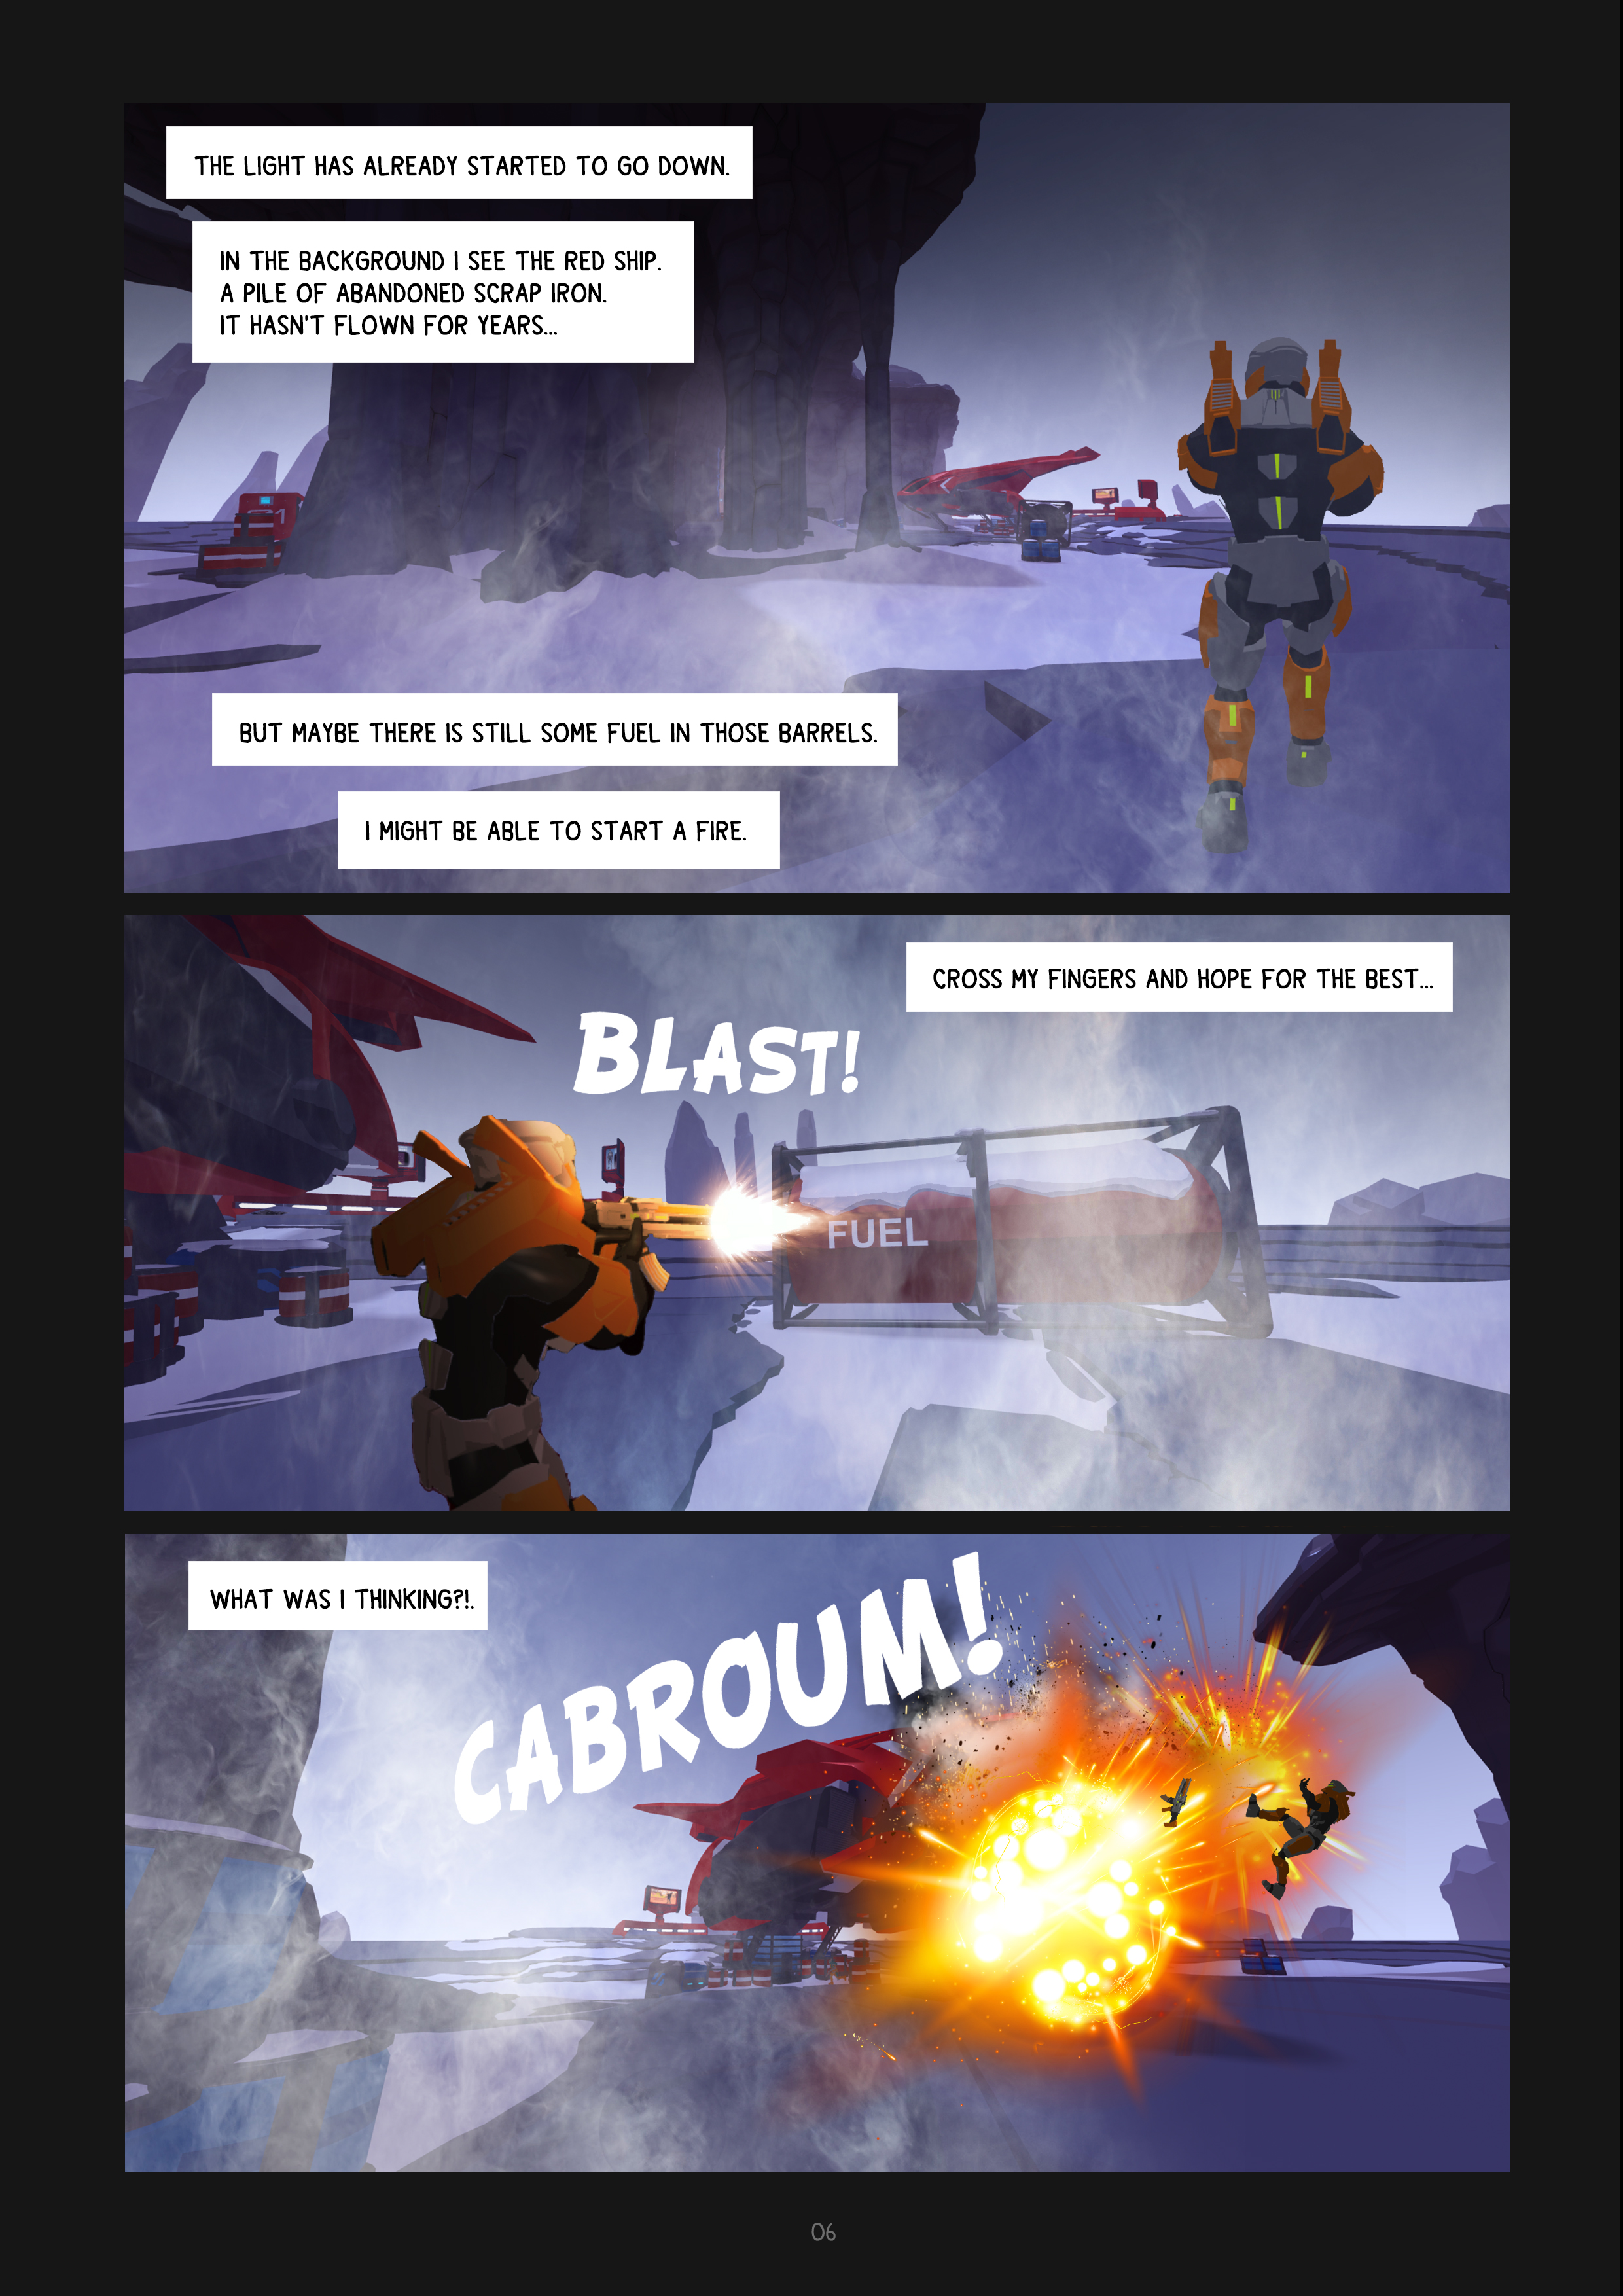 THE LIGHT HAS ALREADY STARTED TO GO DOWN.
IN THE BACKGROUND I SEE THE RED SHIP.
A PILE OF ABANDONED SCRAP IRON.
IT HASN'T FLOWN FOR YEARS...
BUT MAYBE THERE IS STILL SOME FUEL IN THOSE BARRELS.
I MIGHT BE ABLE TO START A FIRE.
CROSS MY FINGERS AND HOPE FOR THE BEST...
BLAST!
FUEL
WHAT WAS I THINKING?!.
CABROUM!
06